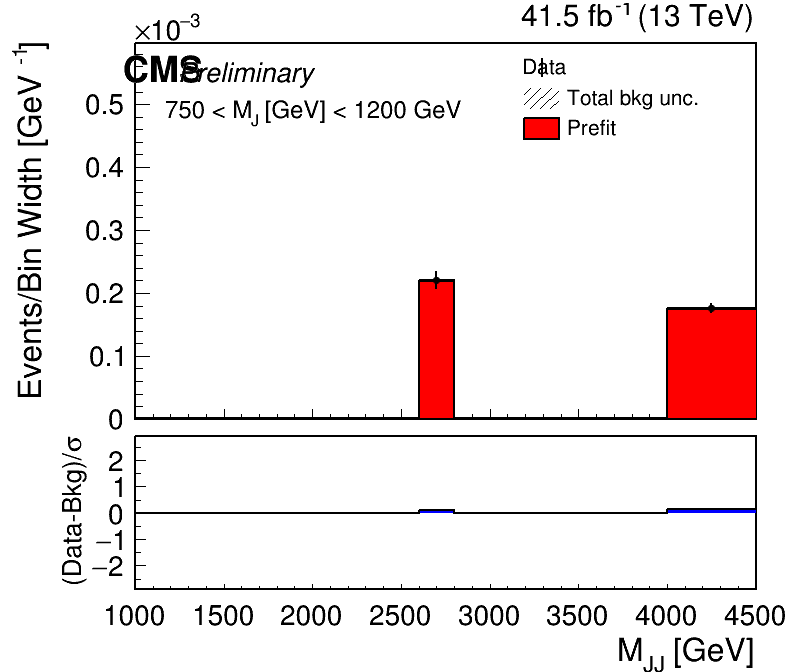 ×10⁻³
41.5 fb⁻¹ (13 TeV)
CMS Preliminary
Data
750 < M_J [GeV] < 1200 GeV
Total bkg unc.
Prefit
Events/Bin Width [GeV⁻¹]
0.5
0.4
0.3
0.2
0.1
0
(Data-Bkg)/σ
2
1
0
−1
−2
1000 1500 2000 2500 3000 3500 4000 4500
M_JJ [GeV]